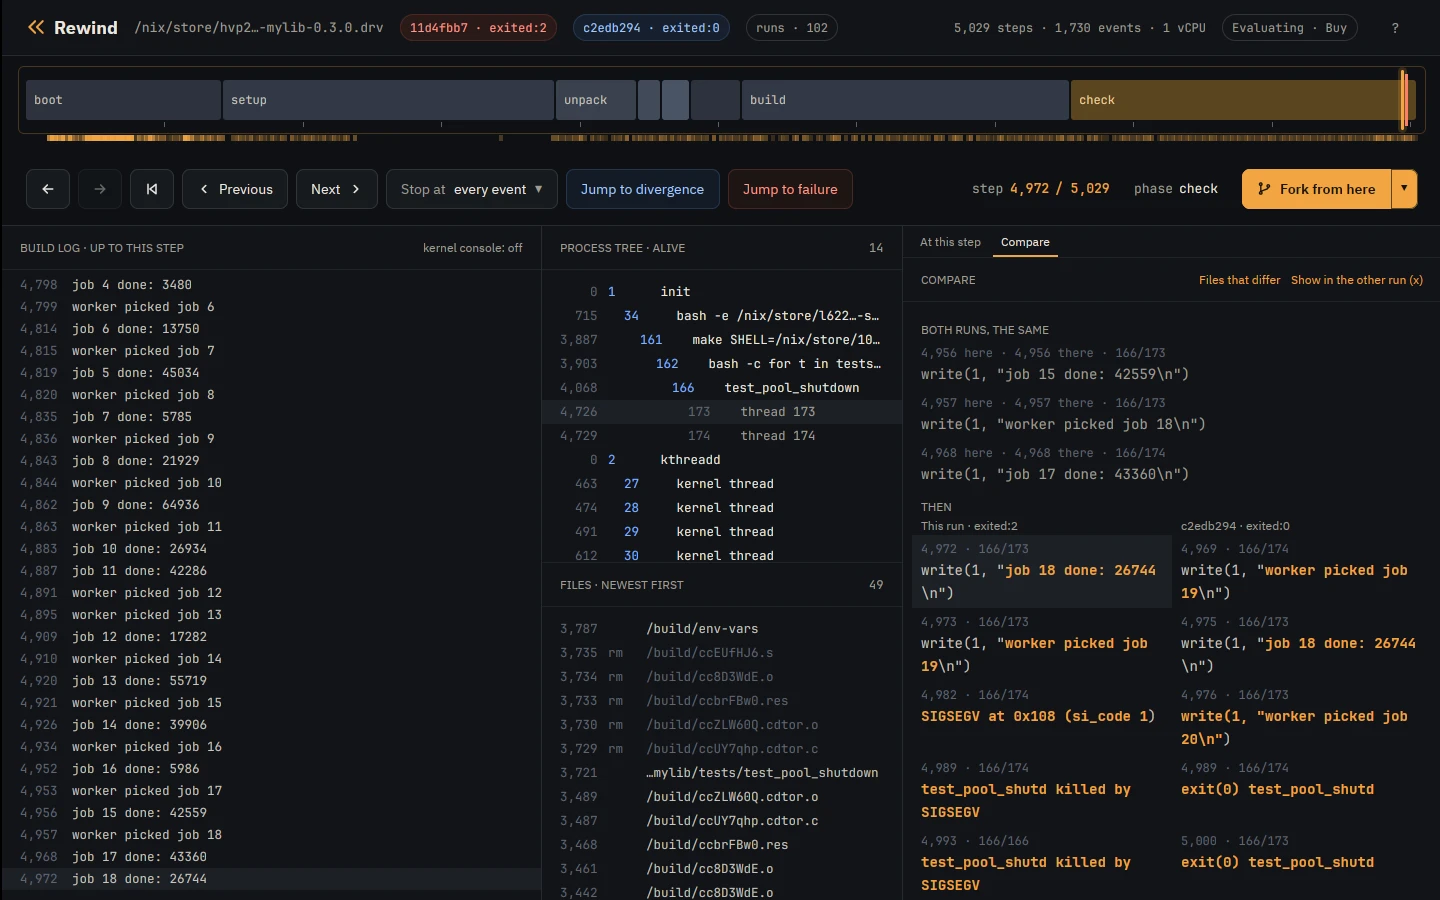 Rewind /nix/store/hvp2…-mylib-0.3.0.drv 11d4fbb7 · exited:2 c2edb294 · exited:0 runs · 102 5,029 steps · 1,730 events · 1 vCPU Evaluating · Buy ?
boot setup unpack build check
Previous Next Stop at every event Jump to divergence Jump to failure step 4,972 / 5,029 phase check Fork from here
BUILD LOG · UP TO THIS STEP kernel console: off
4,798 job 4 done: 3480
4,799 worker picked job 6
4,814 job 6 done: 13750
4,815 worker picked job 7
4,819 job 5 done: 45034
4,820 worker picked job 8
4,835 job 7 done: 5785
4,836 worker picked job 9
4,843 job 8 done: 21929
4,844 worker picked job 10
4,862 job 9 done: 64936
4,863 worker picked job 11
4,883 job 10 done: 26934
4,887 job 11 done: 42286
4,891 worker picked job 12
4,895 worker picked job 13
4,909 job 12 done: 17282
4,910 worker picked job 14
4,920 job 13 done: 55719
4,921 worker picked job 15
4,926 job 14 done: 39906
4,934 worker picked job 16
4,952 job 16 done: 5986
4,953 worker picked job 17
4,956 job 15 done: 42559
4,957 worker picked job 18
4,968 job 17 done: 43360
4,972 job 18 done: 26744
PROCESS TREE · ALIVE 14
0 1 init
715 34 bash -e /nix/store/l622…-s…
3,887 161 make SHELL=/nix/store/10…
3,903 162 bash -c for t in tests…
4,068 166 test_pool_shutdown
4,726 173 thread 173
4,729 174 thread 174
0 2 kthreadd
463 27 kernel thread
474 28 kernel thread
491 29 kernel thread
612 30 kernel thread
FILES · NEWEST FIRST 49
3,787 /build/env-vars
3,735 rm /build/ccEUfHJ6.s
3,734 rm /build/cc8D3WdE.o
3,733 rm /build/ccbrFBw0.res
3,730 rm /build/ccZLW60Q.cdtor.o
3,729 rm /build/ccUY7qhp.cdtor.c
3,721 …mylib/tests/test_pool_shutdown
3,489 /build/ccZLW60Q.cdtor.o
3,487 /build/ccUY7qhp.cdtor.c
3,468 /build/ccbrFBw0.res
3,461 /build/cc8D3WdE.o
3,442 /build/cc8D3WdE.o
At this step Compare
COMPARE Files that differ Show in the other run (x)
BOTH RUNS, THE SAME
4,956 here · 4,956 there · 166/173
write(1, "job 15 done: 42559\n")
4,957 here · 4,957 there · 166/173
write(1, "worker picked job 18\n")
4,968 here · 4,968 there · 166/174
write(1, "job 17 done: 43360\n")
THEN
This run · exited:2 c2edb294 · exited:0
4,972 · 166/173 4,969 · 166/174
write(1, "job 18 done: 26744 write(1, "worker picked job
\n") 19\n")
4,973 · 166/173 4,975 · 166/173
write(1, "worker picked job write(1, "job 18 done: 26744
19\n") \n")
4,982 · 166/174 4,976 · 166/173
SIGSEGV at 0x108 (si_code 1) write(1, "worker picked job
20\n")
4,989 · 166/174 4,989 · 166/174
test_pool_shutd killed by exit(0) test_pool_shutd
SIGSEGV
4,993 · 166/166 5,000 · 166/173
test_pool_shutd killed by exit(0) test_pool_shutd
SIGSEGV